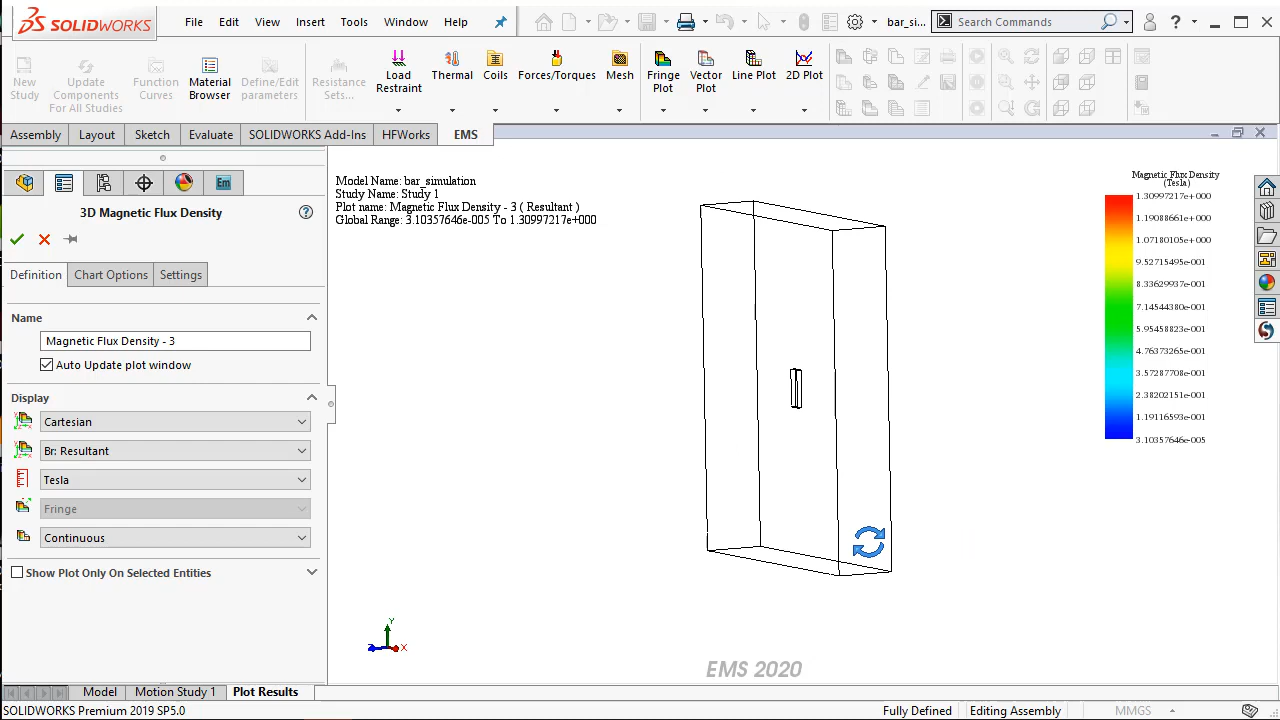 SOLIDWORKS File Edit View Insert Tools Window Help bar_si... Search Commands ?
New Study Update Components For All Studies Function Curves Material Browser Define/Edit parameters Resistance Sets... Load Restraint Thermal Coils Forces/Torques Mesh Fringe Plot Vector Plot Line Plot 2D Plot
Assembly Layout Sketch Evaluate SOLIDWORKS Add-Ins HFWorks EMS
3D Magnetic Flux Density
Definition Chart Options Settings
Name
Magnetic Flux Density - 3
Auto Update plot window
Display
Cartesian
Br: Resultant
Tesla
Fringe
Continuous
Show Plot Only On Selected Entities
Model Name: bar_simulation
Study Name: Study 1
Plot name: Magnetic Flux Density - 3 ( Resultant )
Global Range: 3.10357646e-005 To 1.30997217e+000
Magnetic Flux Density
(Tesla)
1.30997217e+000
1.19088661e+000
1.07180105e+000
9.52715495e-001
8.33629937e-001
7.14544380e-001
5.95458823e-001
4.76373265e-001
3.57287708e-001
2.38202151e-001
1.19116593e-001
3.10357646e-005
Y
Z X
EMS 2020
Model Motion Study 1 Plot Results
SOLIDWORKS Premium 2019 SP5.0 Fully Defined Editing Assembly MMGS